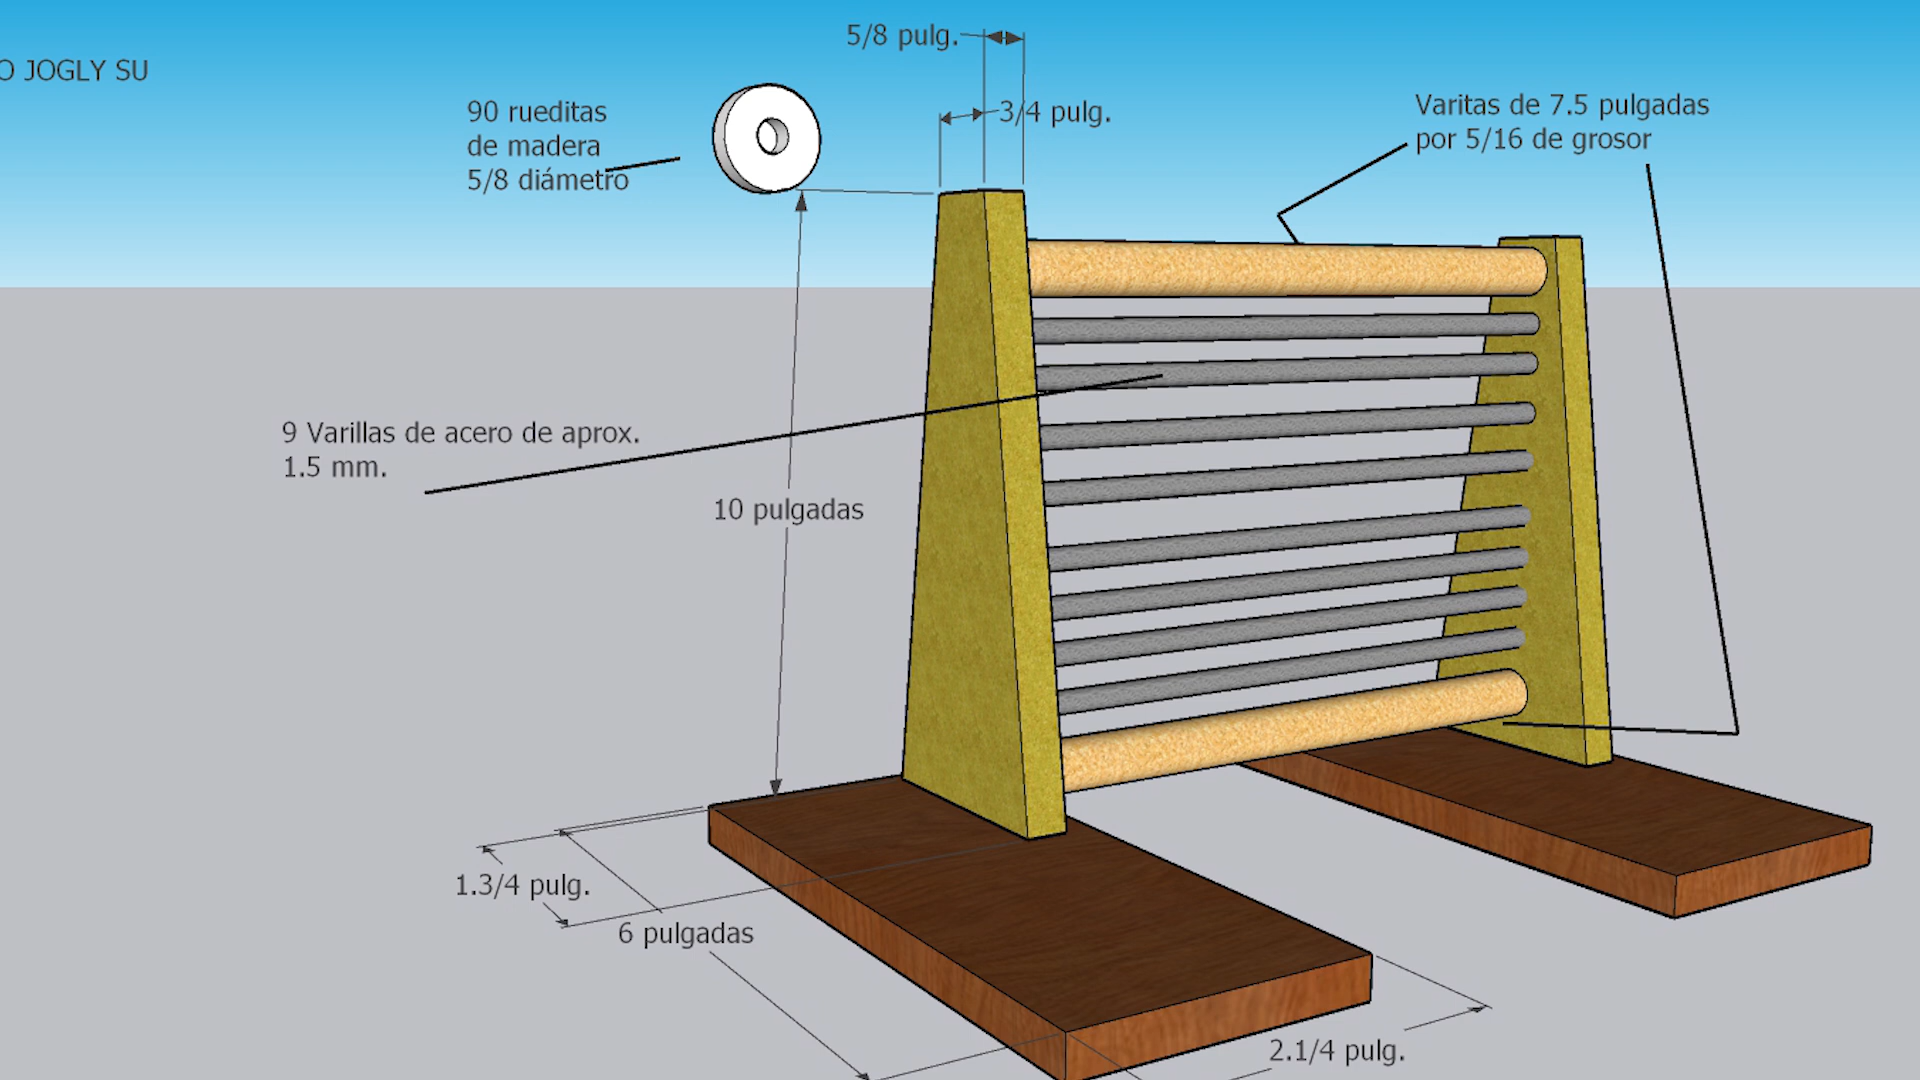 O JOGLY SU
5/8 pulg.
3/4 pulg.
90 rueditas
de madera
5/8 diámetro
Varitas de 7.5 pulgadas
por 5/16 de grosor
9 Varillas de acero de aprox.
1.5 mm.
10 pulgadas
1.3/4 pulg.
6 pulgadas
2.1/4 pulg.